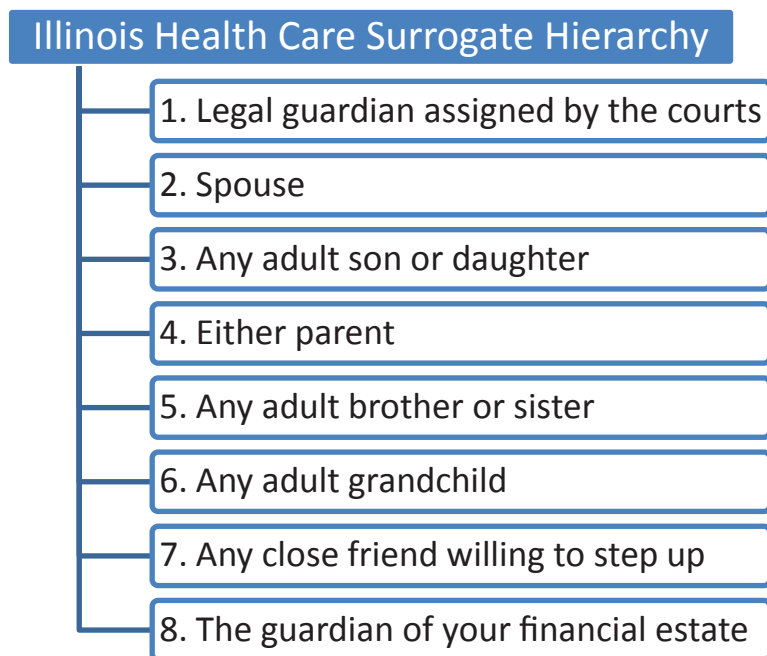 Illinois Health Care Surrogate Hierarchy
1. Legal guardian assigned by the courts
2. Spouse
3. Any adult son or daughter
4. Either parent
5. Any adult brother or sister
6. Any adult grandchild
7. Any close friend willing to step up
8. The guardian of your financial estate